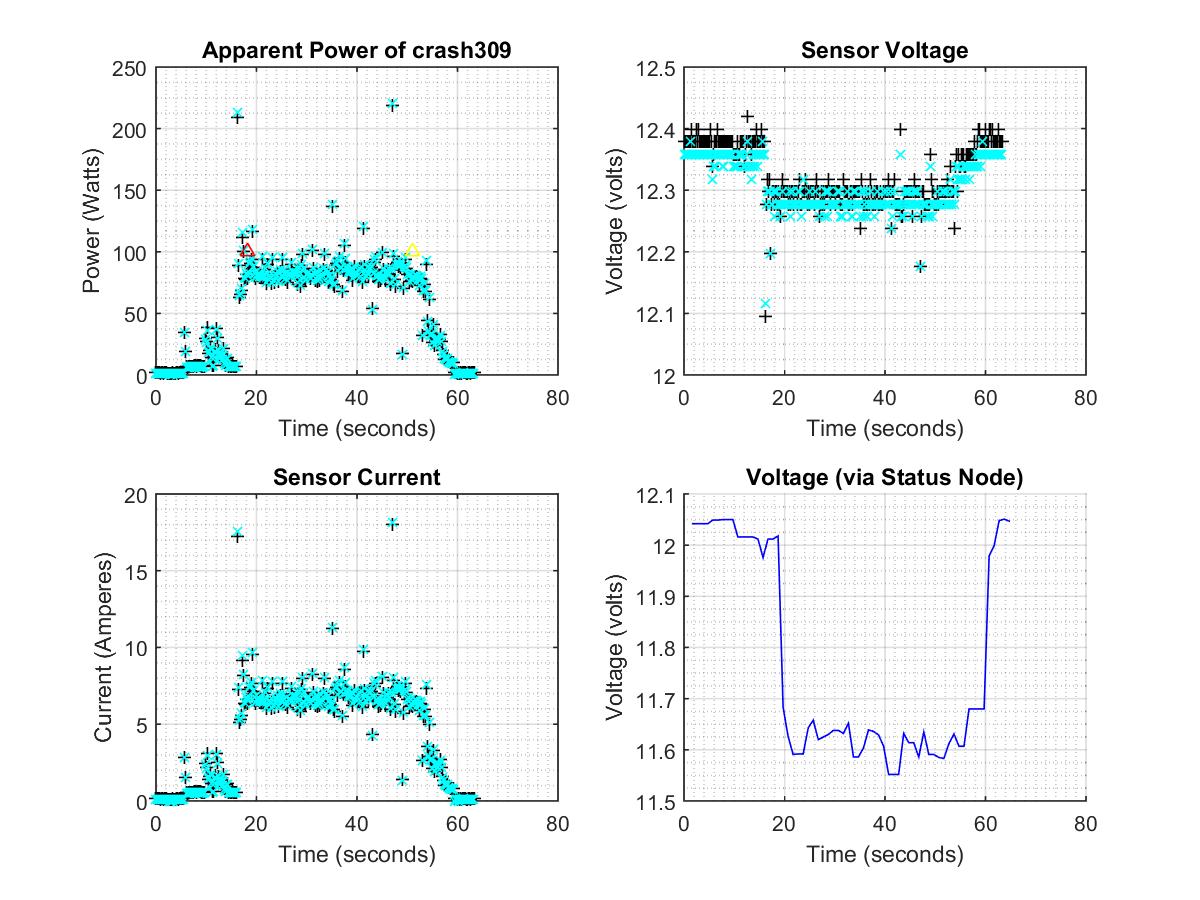 Apparent Power of crash309
250
200
150
100
50
0
0 20 40 60 80
Power (Watts)
Time (seconds)
Sensor Voltage
12.5
12.4
12.3
12.2
12.1
12
0 20 40 60 80
Voltage (volts)
Time (seconds)
Sensor Current
20
15
10
5
0
0 20 40 60 80
Current (Amperes)
Time (seconds)
Voltage (via Status Node)
12.1
12
11.9
11.8
11.7
11.6
11.5
0 20 40 60 80
Voltage (volts)
Time (seconds)